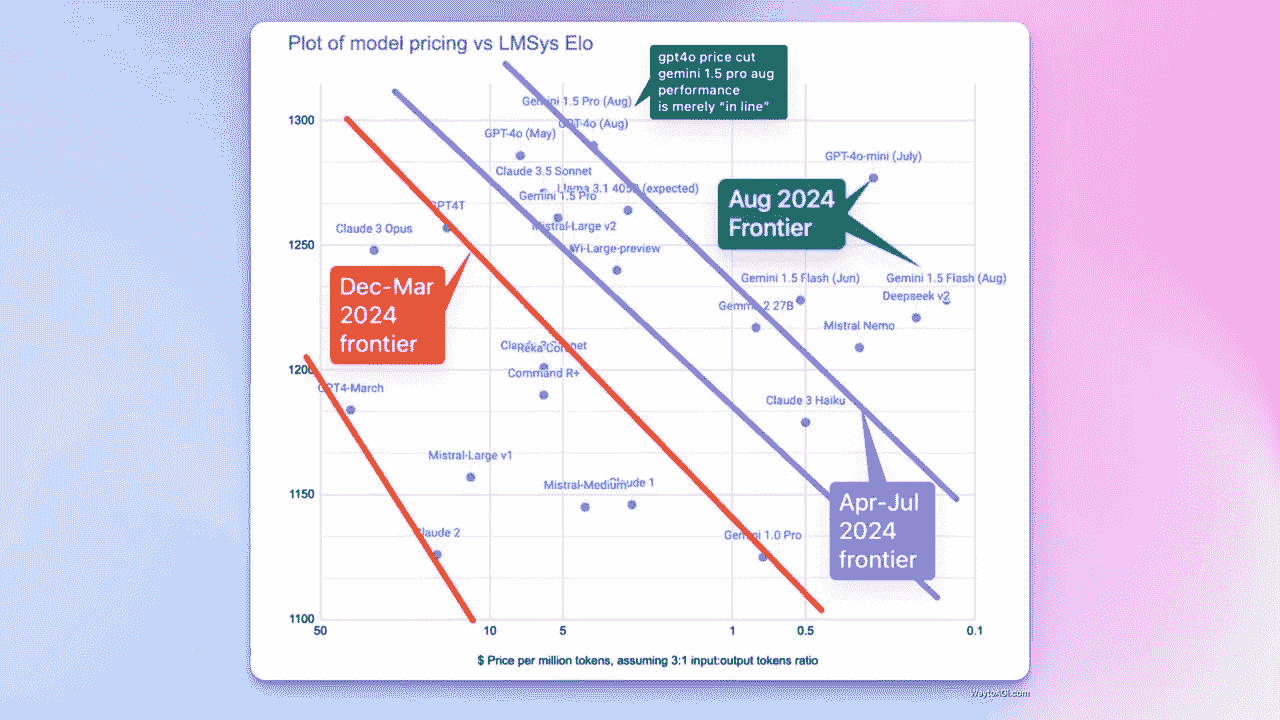 Plot of model pricing vs LMSys Elo
gpt4o price cut
gemini 1.5 pro aug
performance
is merely "in line"
Gemini 1.5 Pro (Aug)
1300
GPT-4o (Aug)
GPT-4o (May)
GPT-4o-mini (July)
Claude 3.5 Sonnet
Llama 3.1 405B (expected)
Gemini 1.5 Pro
Aug 2024
Frontier
GPT4T
Claude 3 Opus
Mistral-Large v2
1250
Yi-Large-preview
Gemini 1.5 Flash (Jun)
Gemini 1.5 Flash (Aug)
Dec-Mar
2024
frontier
Deepseek v2
Gemma 2 27B
Mistral Nemo
Claude 3 Sonnet
Reka Core
1200
Command R+
GPT4-March
Claude 3 Haiku
Mistral-Large v1
Mistral-Medium
Claude 1
1150
Apr-Jul
2024
frontier
Claude 2
Gemini 1.0 Pro
1100
50 10 5 1 0.5 0.1
$ Price per million tokens, assuming 3:1 input:output tokens ratio
WaytoAGI.com